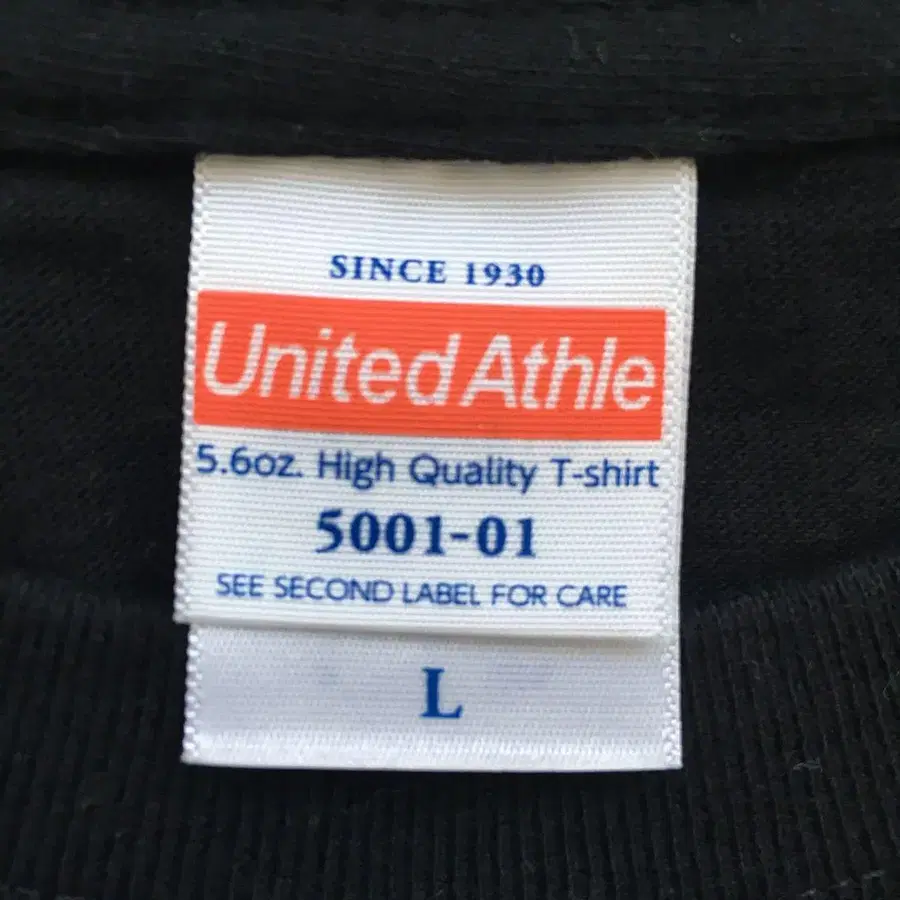 SINCE 1930
United Athle
5.6oz. High Quality T-shirt
5001-01
SEE SECOND LABEL FOR CARE
L